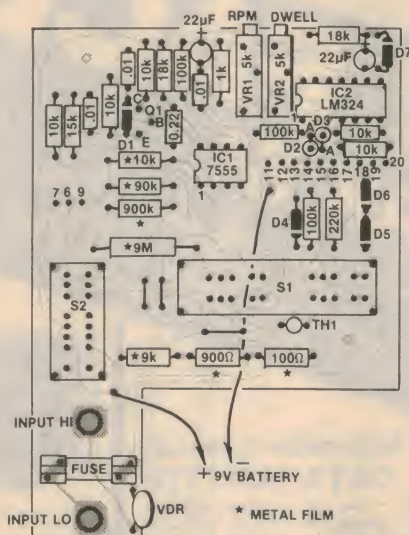 RPM DWELL
22µF
+
18k
22µF
+
D7
.01
10k
18k
100k
.01
1k
VR1 5k
VR2 5k
IC2
LM324
10k
15k
.01
10k
C
Q1
B
E
0.22
D1
IC1
7555
1
1
100k
D3
A
D2
A
10k
10k
★10k
★90k
900k
★
★9M
7 6 9
11 12 13 14 15 16 17 18 19 20
D4
100k
220k
D6
D5
S2
S1
TH1
★9k
900Ω
★
100Ω
★
INPUT HI
FUSE
+ −
9V BATTERY
VDR
INPUT LO
★ METAL FILM